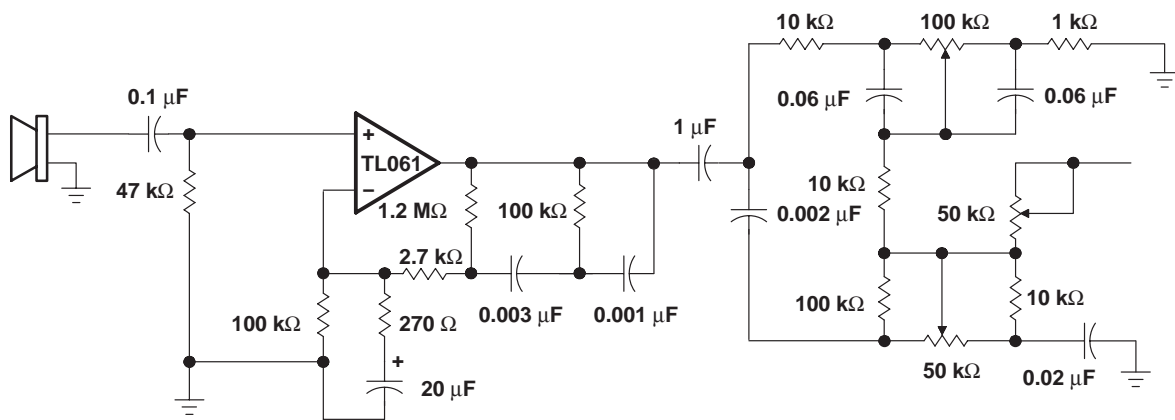 10 kΩ
100 kΩ
1 kΩ
0.1 μF
0.06 μF
0.06 μF
1 μF
+
TL061
−
47 kΩ
1.2 MΩ
100 kΩ
10 kΩ
50 kΩ
0.002 μF
2.7 kΩ
100 kΩ
270 Ω
0.003 μF
0.001 μF
100 kΩ
10 kΩ
+
20 μF
50 kΩ
0.02 μF